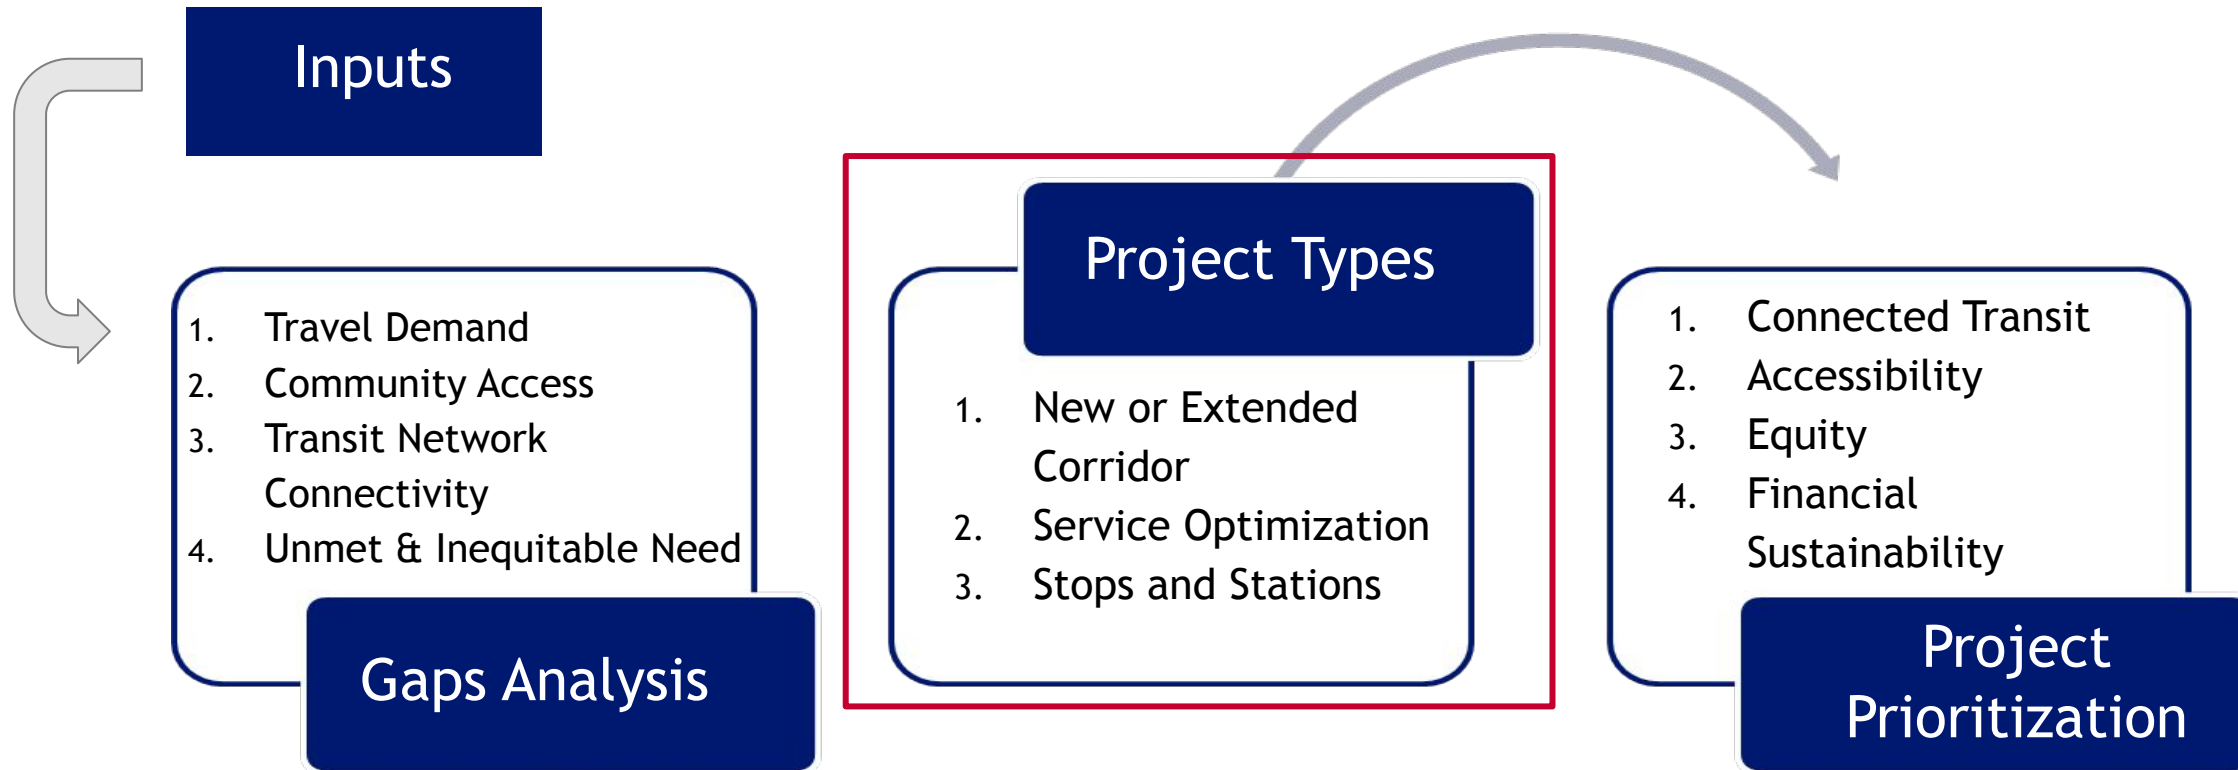 Inputs
1. Travel Demand
2. Community Access
3. Transit Network
Connectivity
4. Unmet & Inequitable Need
Gaps Analysis
Project Types
1. New or Extended
Corridor
2. Service Optimization
3. Stops and Stations
1. Connected Transit
2. Accessibility
3. Equity
4. Financial
Sustainability
Project
Prioritization